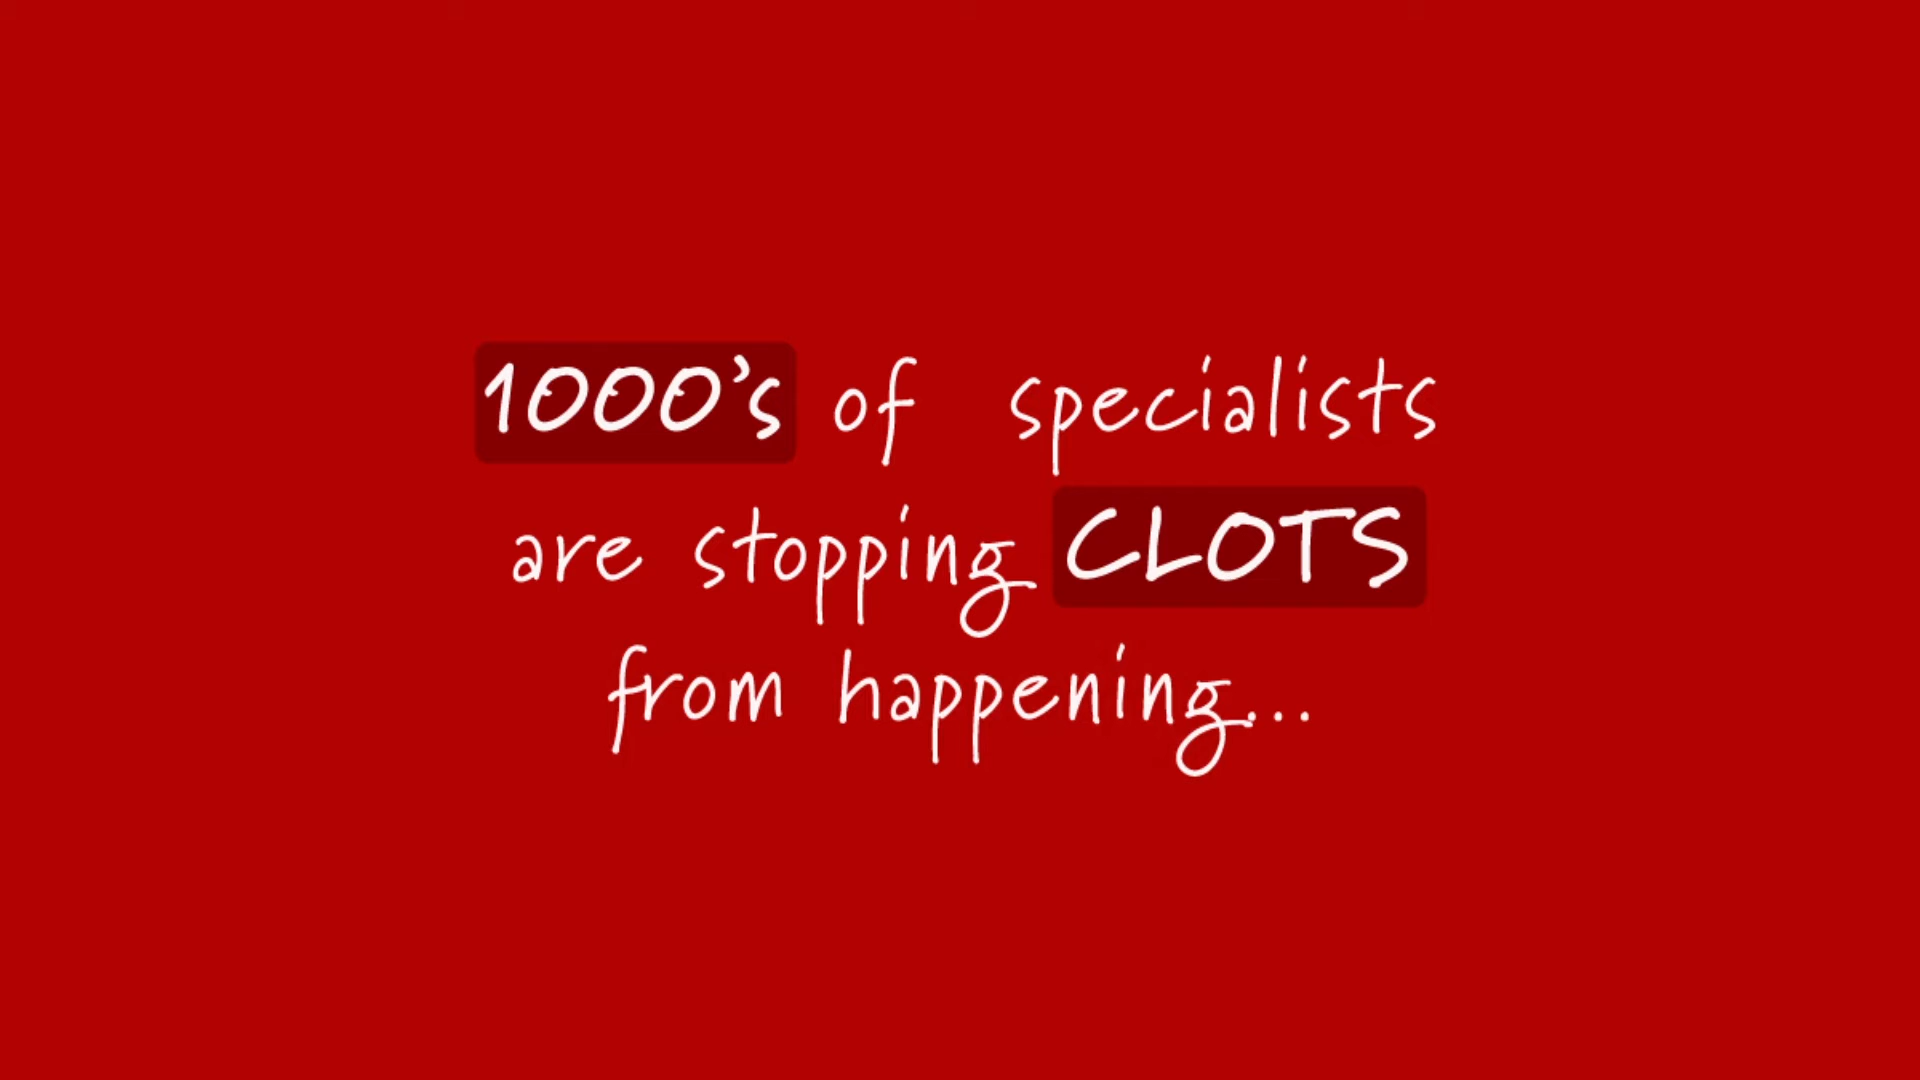 1000's of specialists
are stopping CLOTS
from happening...